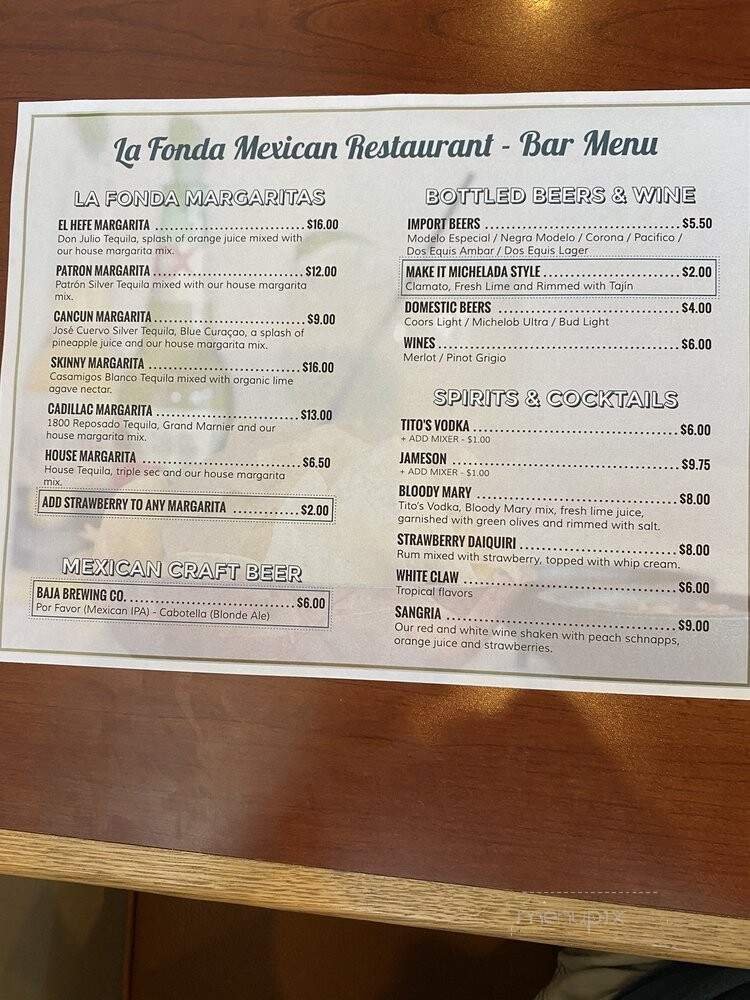 La Fonda Mexican Restaurant - Bar Menu
LA FONDA MARGARITAS
EL HEFE MARGARITA ........................ $16.00
Don Julio Tequila, splash of orange juice mixed with
our house margarita mix.
PATRON MARGARITA ........................ $12.00
Patrón Silver Tequila mixed with our house margarita
mix.
CANCUN MARGARITA ........................ $9.00
José Cuervo Silver Tequila, Blue Curaçao, a splash of
pineapple juice and our house margarita mix.
SKINNY MARGARITA ........................ $16.00
Casamigos Blanco Tequila mixed with organic lime
agave nectar.
CADILLAC MARGARITA ........................ $13.00
1800 Reposado Tequila, Grand Marnier and our
house margarita mix.
HOUSE MARGARITA ........................ $6.50
House Tequila, triple sec and our house margarita
mix.
ADD STRAWBERRY TO ANY MARGARITA ............ $2.00
MEXICAN CRAFT BEER
BAJA BREWING CO. ........................ $6.00
Por Favor (Mexican IPA) - Cabotella (Blonde Ale)
BOTTLED BEERS & WINE
IMPORT BEERS ........................ $5.50
Modelo Especial / Negra Modelo / Corona / Pacifico /
Dos Equis Ambar / Dos Equis Lager
MAKE IT MICHELADA STYLE ........................ $2.00
Clamato, Fresh Lime and Rimmed with Tajín
DOMESTIC BEERS ........................ $4.00
Coors Light / Michelob Ultra / Bud Light
WINES ........................ $6.00
Merlot / Pinot Grigio
SPIRITS & COCKTAILS
TITO'S VODKA ........................ $6.00
+ ADD MIXER - $1.00
JAMESON ........................ $9.75
+ ADD MIXER - $1.00
BLOODY MARY ........................ $8.00
Tito's Vodka, Bloody Mary mix, fresh lime juice,
garnished with green olives and rimmed with salt.
STRAWBERRY DAIQUIRI ........................ $8.00
Rum mixed with strawberry, topped with whip cream.
WHITE CLAW ........................ $6.00
Tropical flavors
SANGRIA ........................ $9.00
Our red and white wine shaken with peach schnapps,
orange juice and strawberries.
menupix